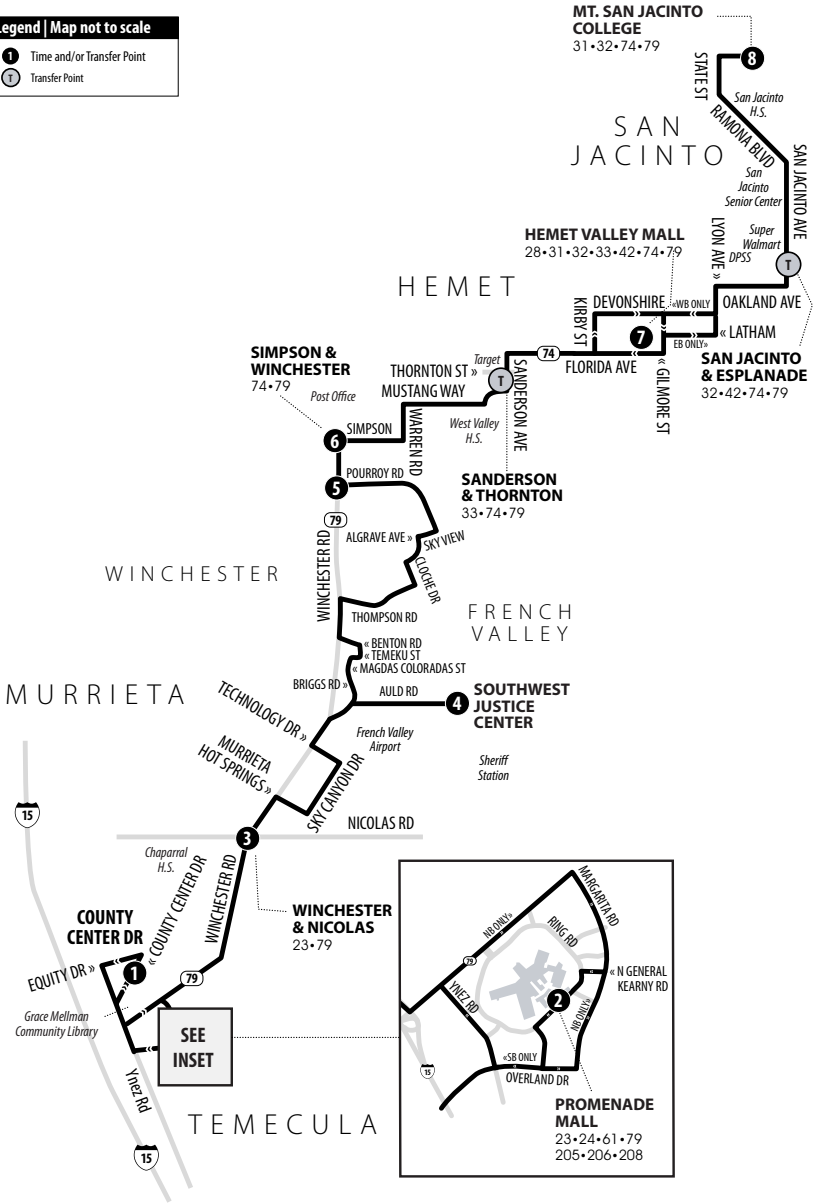 Legend | Map not to scale
1 Time and/or Transfer Point
T Transfer Point
MT. SAN JACINTO
COLLEGE
31•32•74•79
8
STATE ST
San Jacinto
H.S.
RAMONA BLVD
SAN
JACINTO
San
Jacinto
Senior Center
SAN JACINTO AVE
LYON AVE »
Super
Walmart
DPSS
T
HEMET VALLEY MALL
28•31•32•33•42•74•79
HEMET
KIRBY ST
DEVONSHIRE
«WB ONLY
OAKLAND AVE
7
« LATHAM
EB ONLY»
74
FLORIDA AVE
« GILMORE ST
SAN JACINTO
& ESPLANADE
32•42•74•79
SIMPSON &
WINCHESTER
74•79
Post Office
Target
THORNTON ST »
MUSTANG WAY
T
SANDERSON AVE
6
SIMPSON
WARREN RD
West Valley
H.S.
SANDERSON
& THORNTON
33•74•79
5
POURROY RD
79
WINCHESTER RD
ALGRAVE AVE »
SKY VIEW
CLOCHE DR
WINCHESTER
THOMPSON RD
FRENCH
VALLEY
« BENTON RD
« TEMEKU ST
« MAGDAS COLORADAS ST
BRIGGS RD »
AULD RD
4
SOUTHWEST
JUSTICE
CENTER
MURRIETA
TECHNOLOGY DR »
French Valley
Airport
Sheriff
Station
MURRIETA
HOT SPRINGS »
SKY CANYON DR
15
NICOLAS RD
3
Chaparral
H.S.
« COUNTY CENTER DR
WINCHESTER RD
WINCHESTER
& NICOLAS
23•79
COUNTY
CENTER DR
EQUITY DR »
1
79
Grace Mellman
Community Library
SEE
INSET
Ynez Rd
TEMECULA
15
MARGARITA RD
NB ONLY»
RING RD
79
YNEZ RD
« N GENERAL
KEARNY RD
2
NB ONLY»
«SB ONLY
OVERLAND DR
15
PROMENADE
MALL
23•24•61•79
205•206•208